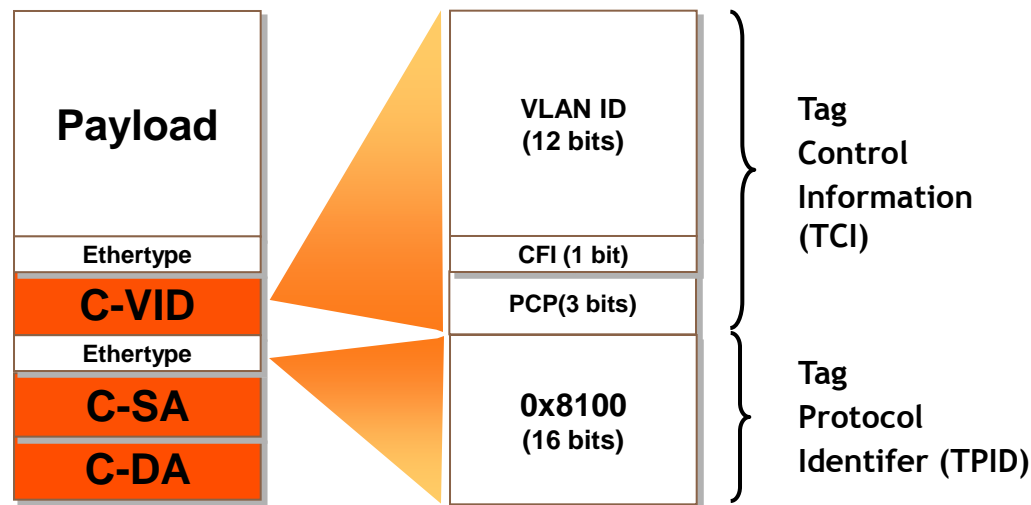 Payload
Ethertype
C-VID
Ethertype
C-SA
C-DA
VLAN ID
(12 bits)
CFI (1 bit)
PCP(3 bits)
0x8100
(16 bits)
Tag
Control
Information
(TCI)
Tag
Protocol
Identifer (TPID)